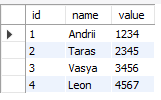 id name value
1 Andrii 1234
2 Taras 2345
3 Vasya 3456
4 Leon 4567